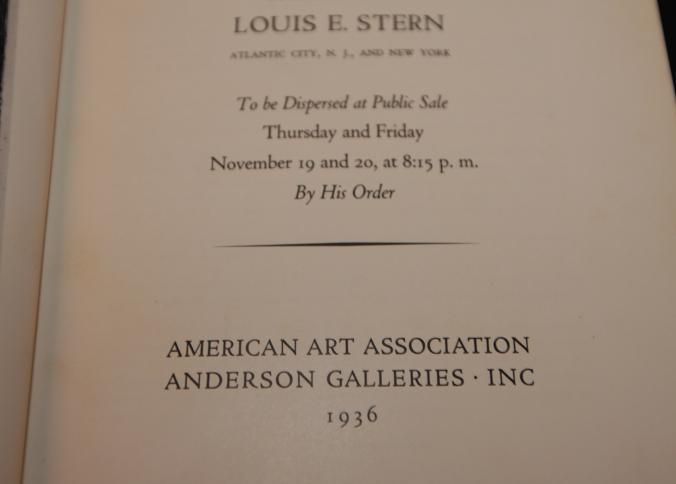 LOUIS E. STERN
ATLANTIC CITY, N. J., AND NEW YORK
To be Dispersed at Public Sale
Thursday and Friday
November 19 and 20, at 8:15 p. m.
By His Order
AMERICAN ART ASSOCIATION
ANDERSON GALLERIES · INC
1936